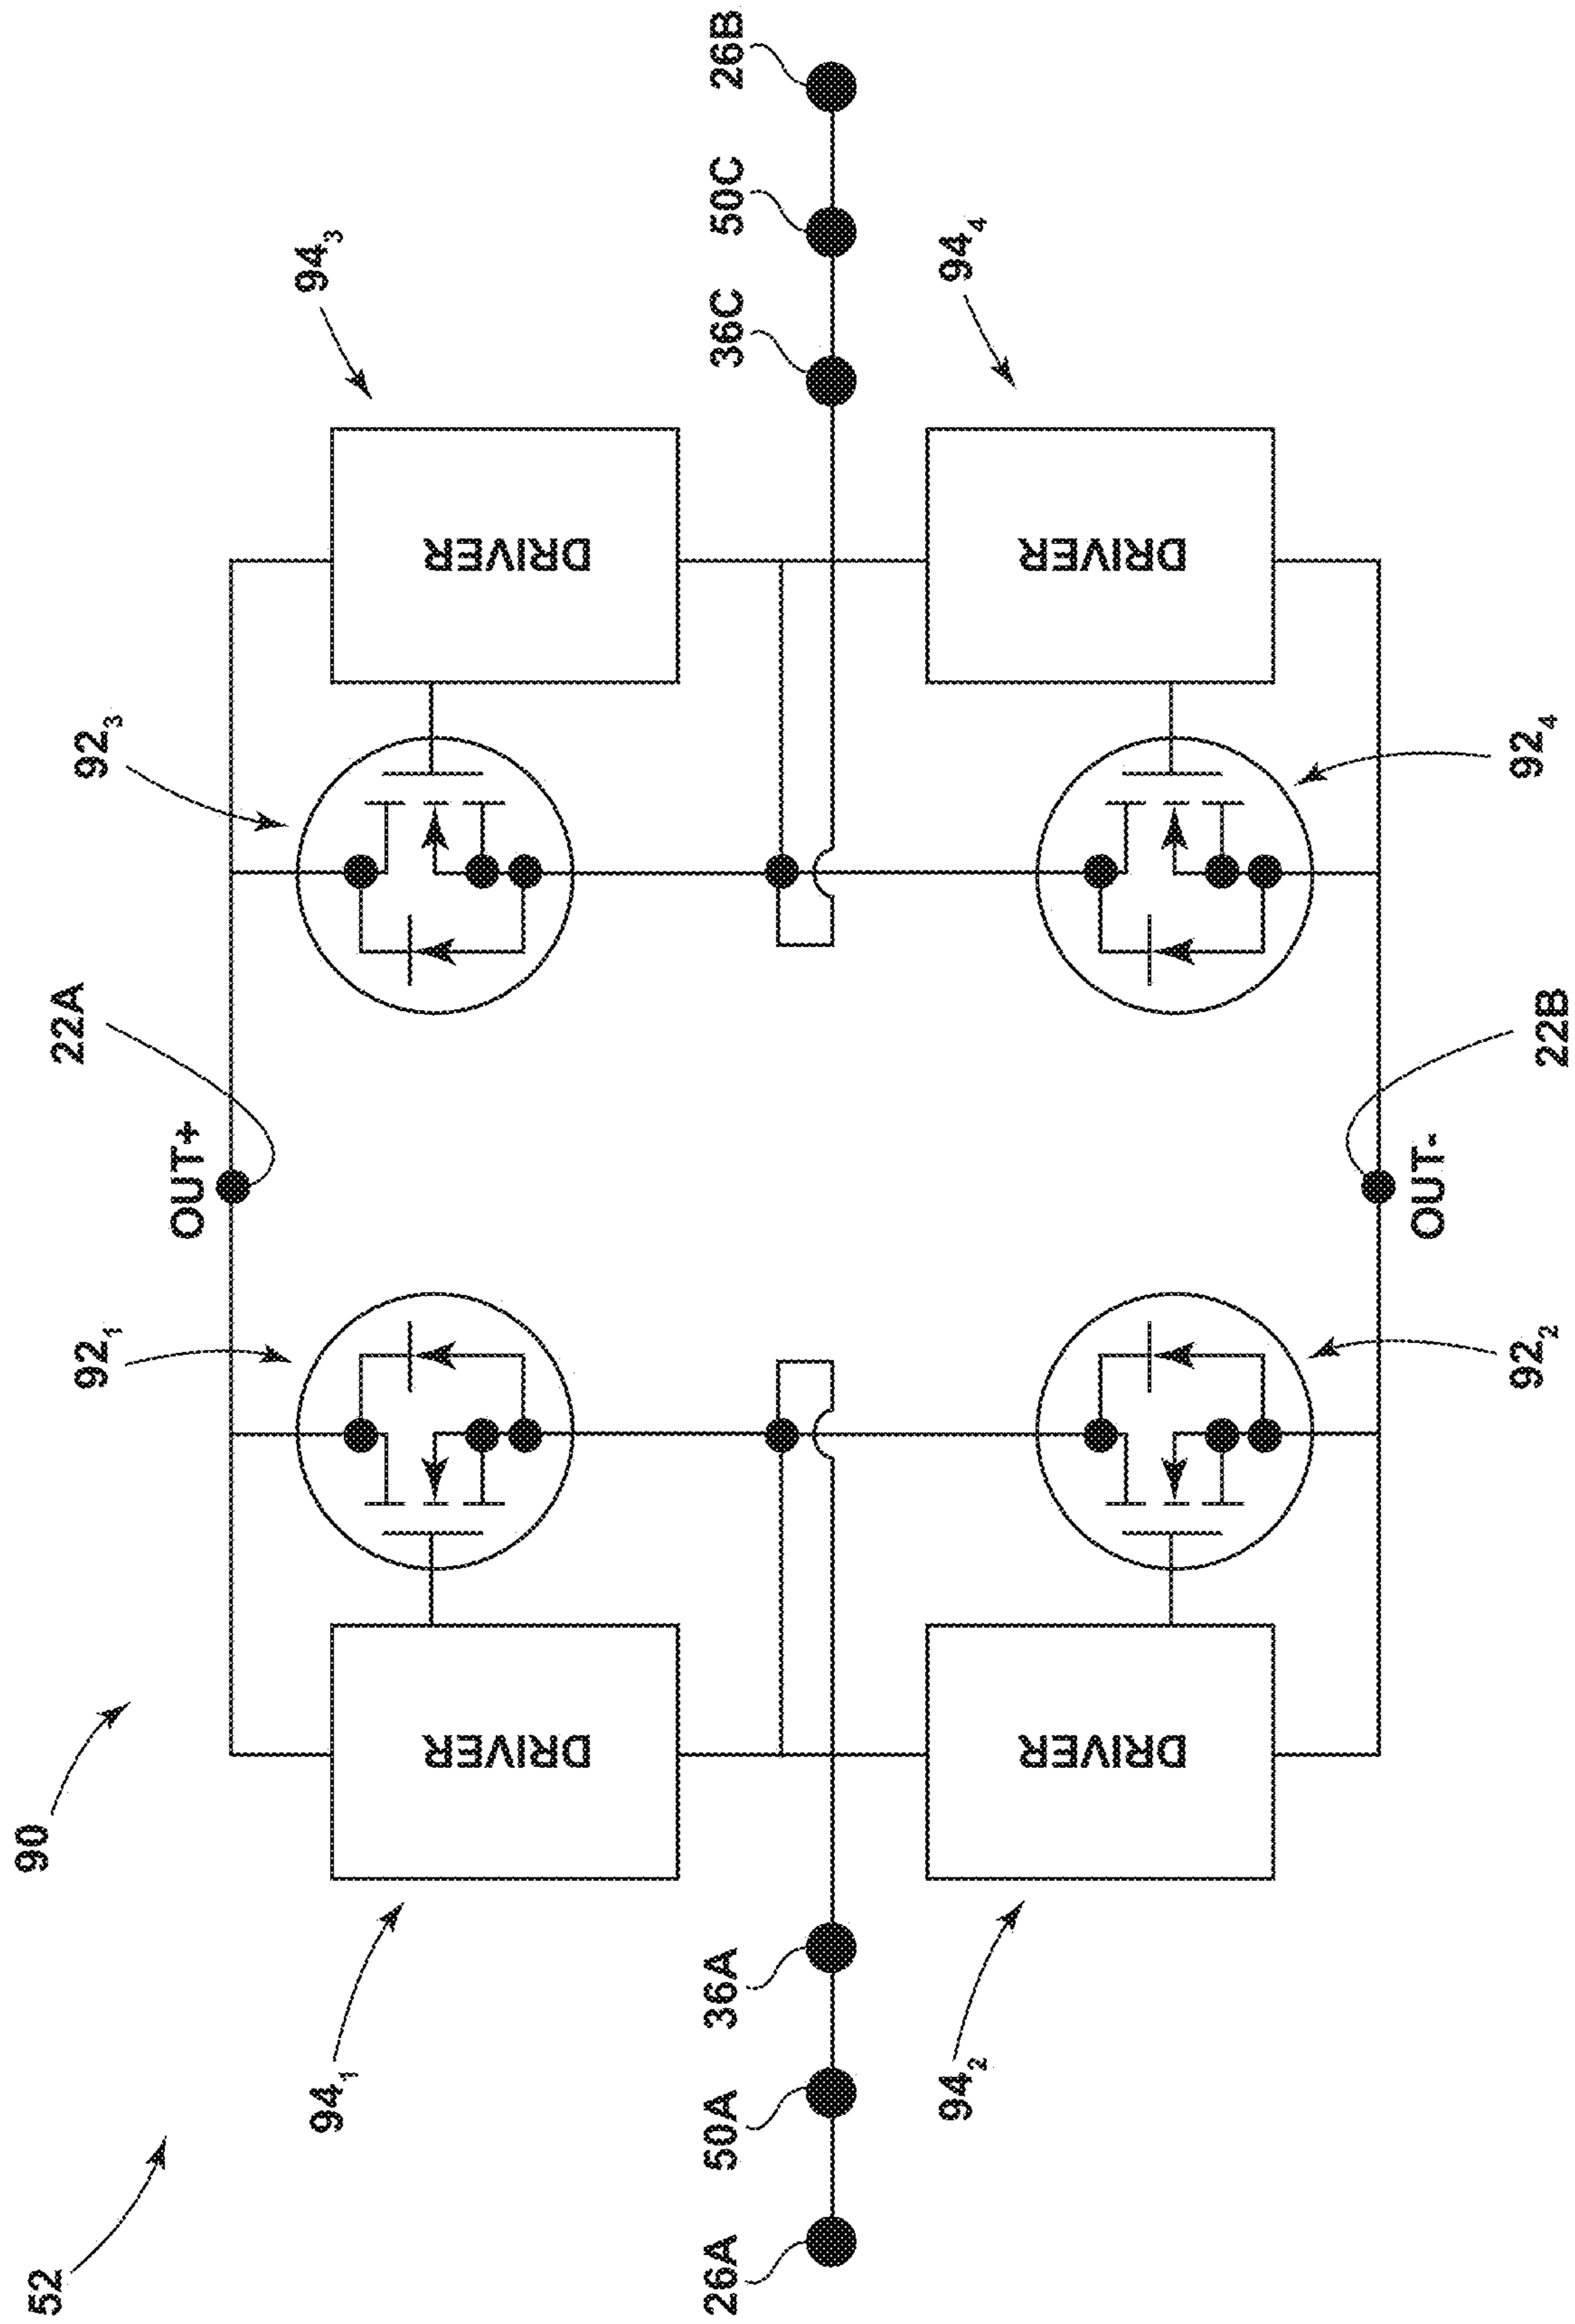 52
90
92₁
22A
92₃
OUT+
94₁
94₃
DRIVER
DRIVER
26A
50A
36A
36C
50C
26B
94₂
94₄
DRIVER
DRIVER
OUT-
92₂
22B
92₄